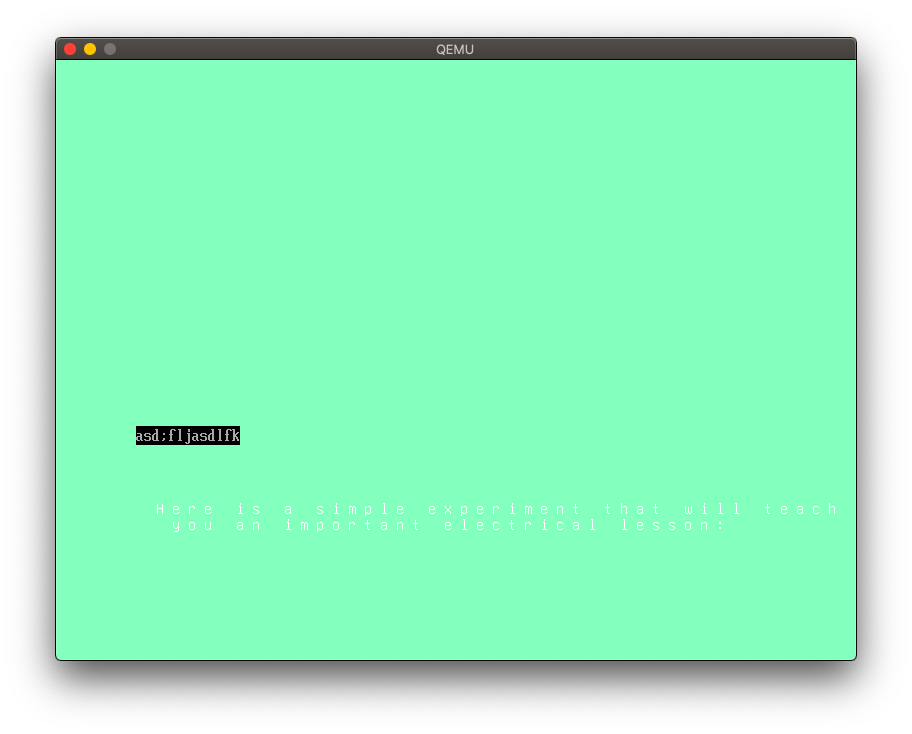 QEMU
asd;fljasdlfk
Here is a simple experiment that will teach
you an important electrical lesson: